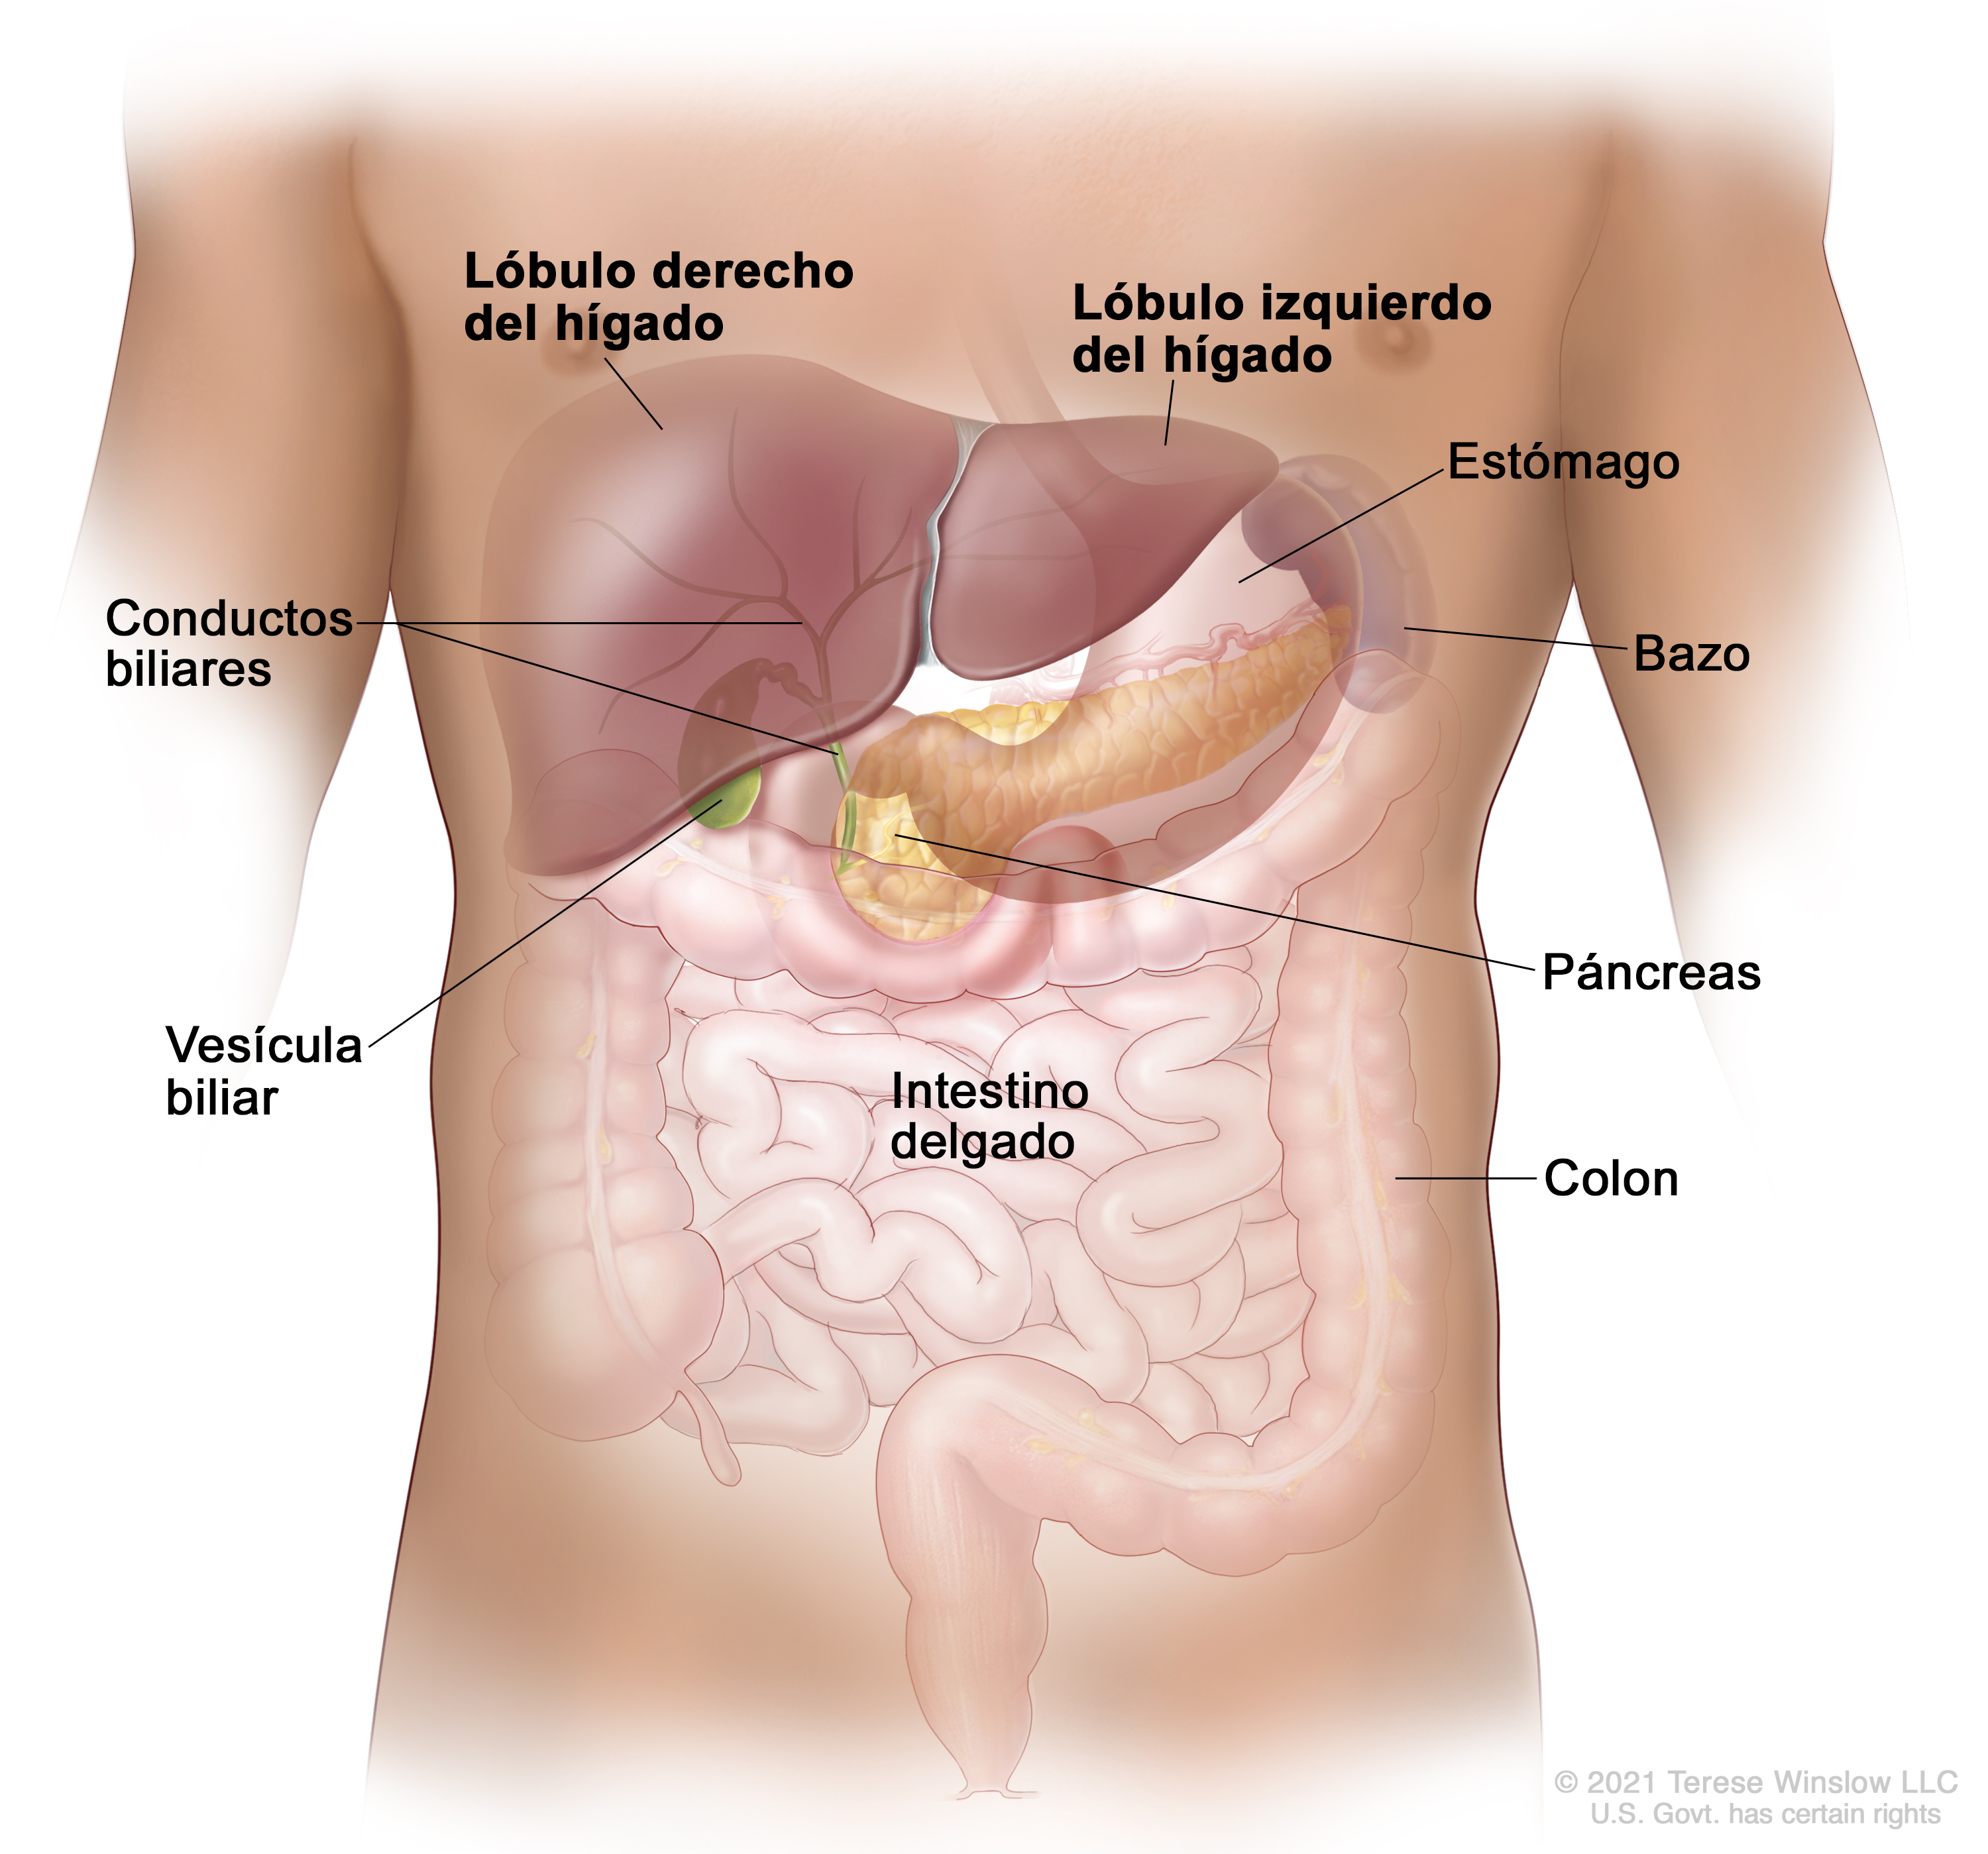 Lóbulo derecho
del hígado
Lóbulo izquierdo
del hígado
Estómago
Conductos
biliares
Bazo
Páncreas
Vesícula
biliar
Intestino
delgado
Colon
© 2021 Terese Winslow LLC
U.S. Govt. has certain rights